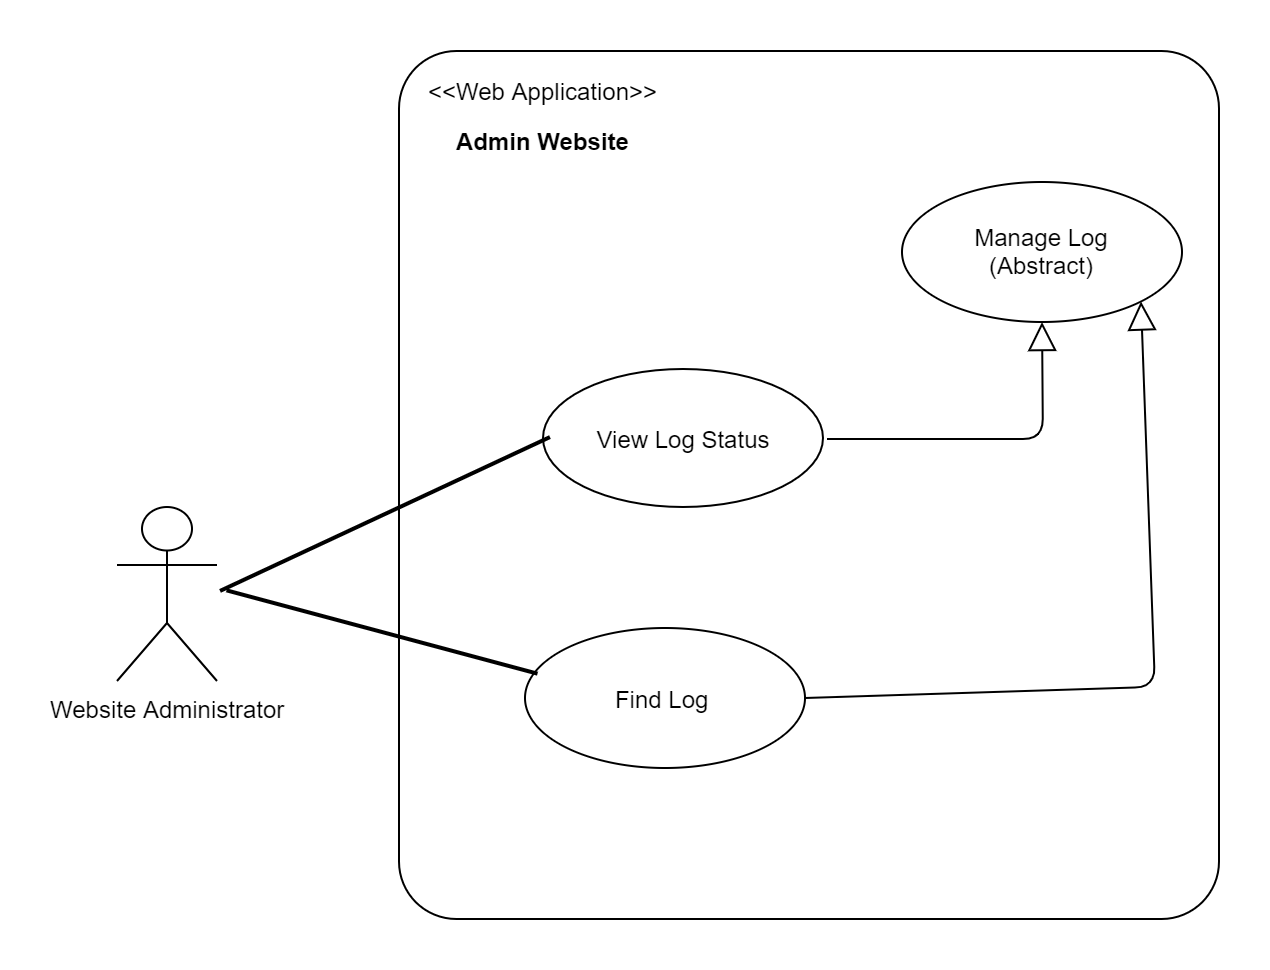 <<Web Application>>
Admin Website
Manage Log
(Abstract)
View Log Status
Find Log
Website Administrator